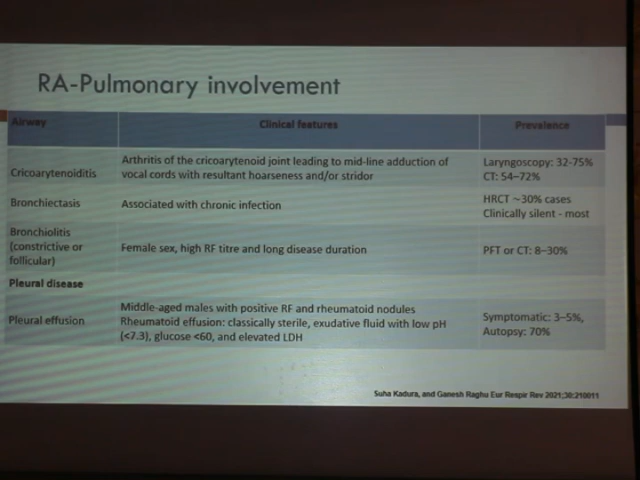 RA-Pulmonary involvement
Airway Clinical features Prevalence
Cricoarytenoiditis
Arthritis of the cricoarytenoid joint leading to mid-line adduction of
vocal cords with resultant hoarseness and/or stridor
Laryngoscopy: 32-75%
CT: 54–72%
Bronchiectasis
Associated with chronic infection
HRCT ~30% cases
Clinically silent - most
Bronchiolitis
(constrictive or
follicular)
Female sex, high RF titre and long disease duration
PFT or CT: 8–30%
Pleural disease
Pleural effusion
Middle-aged males with positive RF and rheumatoid nodules
Rheumatoid effusion: classically sterile, exudative fluid with low pH
(<7.3), glucose <60, and elevated LDH
Symptomatic: 3–5%,
Autopsy: 70%
Suha Kadura, and Ganesh Raghu Eur Respir Rev 2021;30:210011